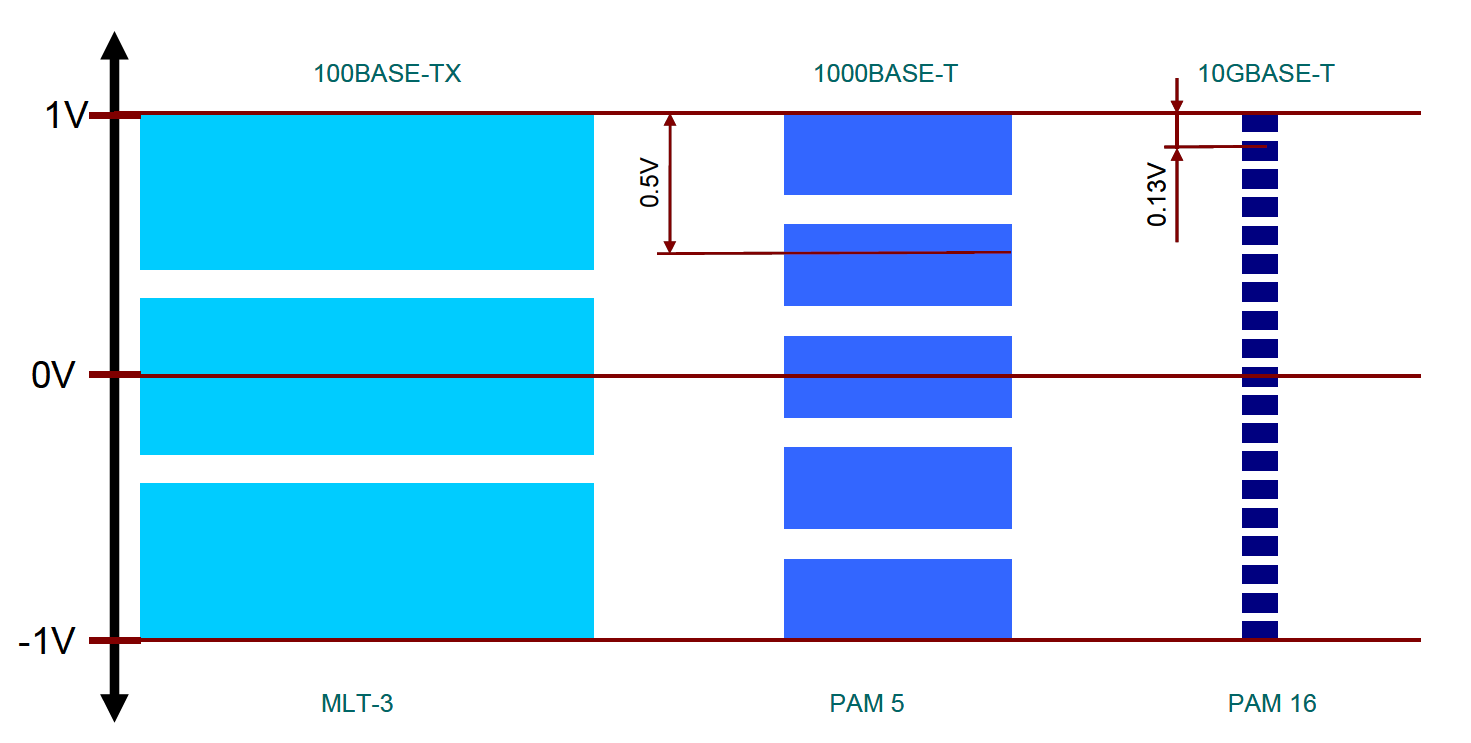 100BASE-TX
1000BASE-T
10GBASE-T
1V
0.5V
0.13V
0V
-1V
MLT-3
PAM 5
PAM 16